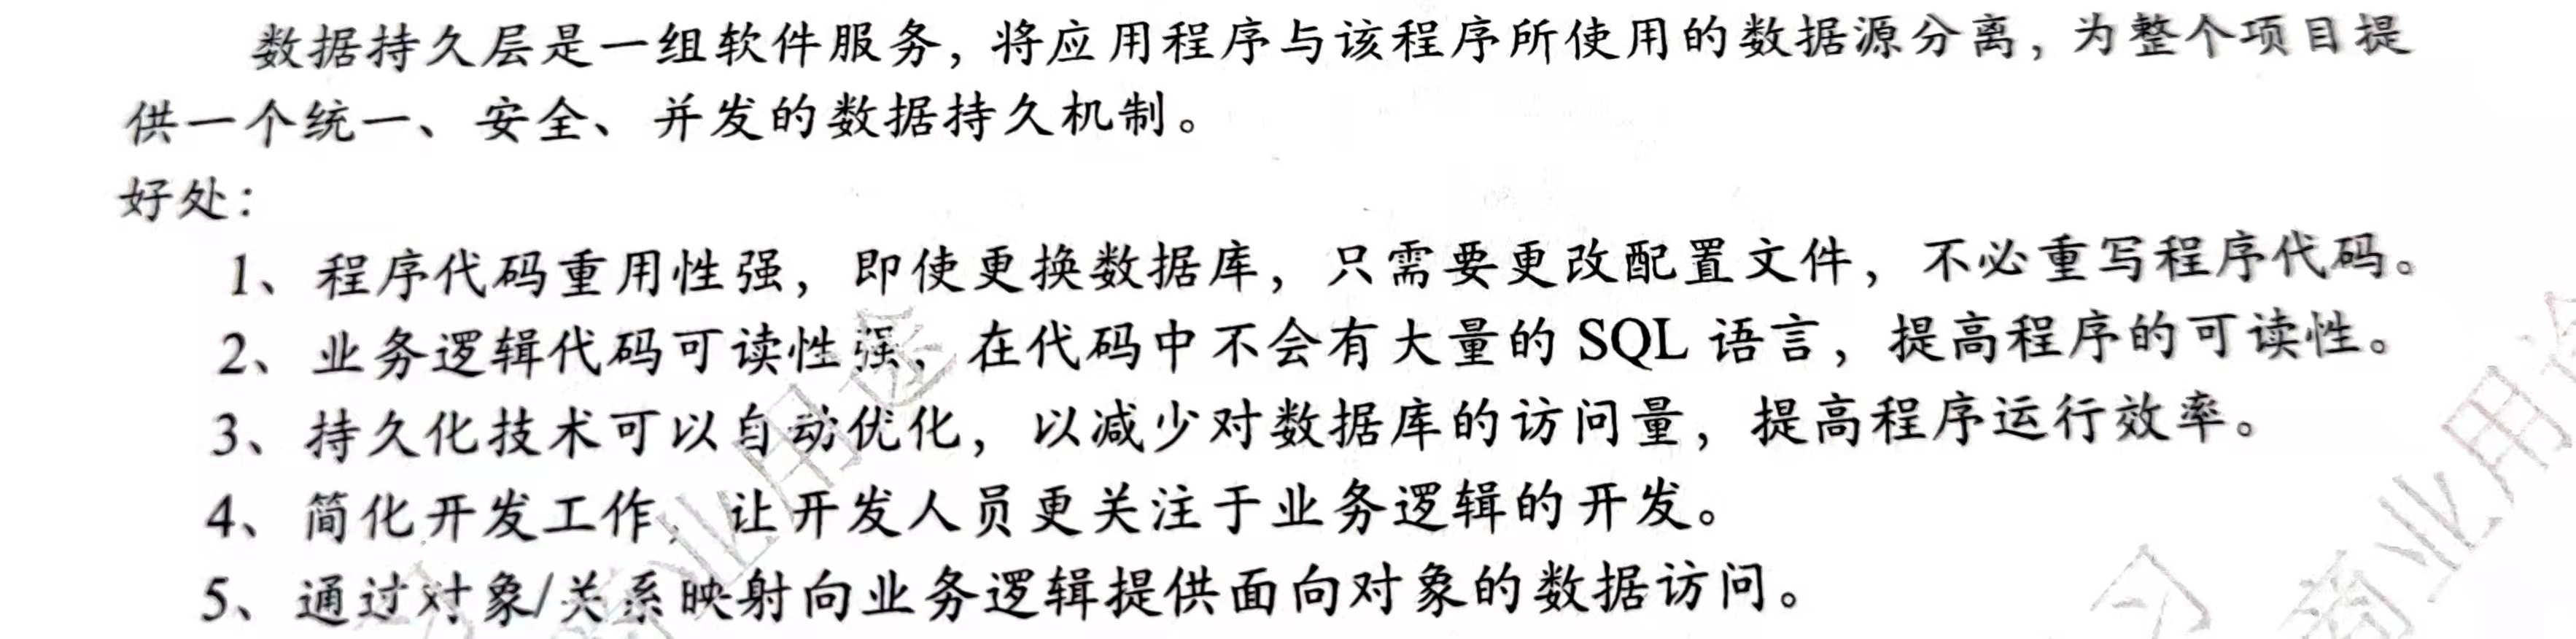 数据持久层是一组软件服务，将应用程序与该程序所使用的数据源分离，为整个项目提
供一个统一、安全、并发的数据持久机制。
好处：
1、程序代码重用性强，即使更换数据库，只需要更改配置文件，不必重写程序代码。
2、业务逻辑代码可读性强，在代码中不会有大量的 SQL 语言，提高程序的可读性。
3、持久化技术可以自动优化，以减少对数据库的访问量，提高程序运行效率。
4、简化开发工作，让开发人员更关注于业务逻辑的开发。
5、通过对象/关系映射向业务逻辑提供面向对象的数据访问。
商业用途
习
商业用途